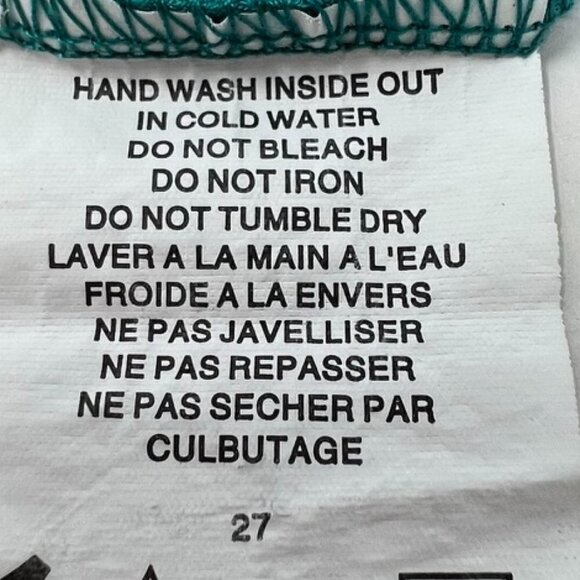 HAND WASH INSIDE OUT
IN COLD WATER
DO NOT BLEACH
DO NOT IRON
DO NOT TUMBLE DRY
LAVER A LA MAIN A L'EAU
FROIDE A LA ENVERS
NE PAS JAVELLISER
NE PAS REPASSER
NE PAS SECHER PAR
CULBUTAGE
27